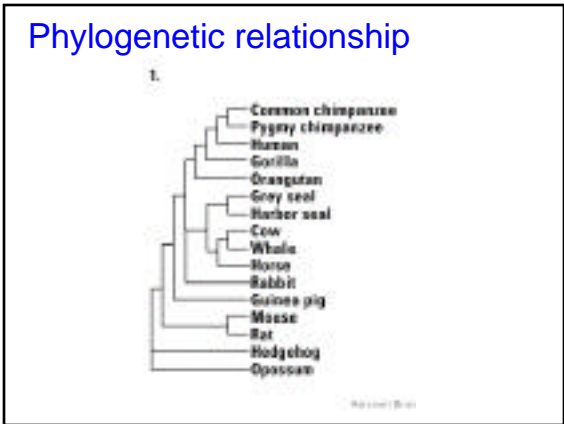 Phylogenetic relationship
1.
Common chimpanzee
Pygmy chimpanzee
Human
Gorilla
Orangutan
Grey seal
Harbor seal
Cow
Whale
Horse
Rabbit
Guinea pig
Mouse
Rat
Hedgehog
Opossum